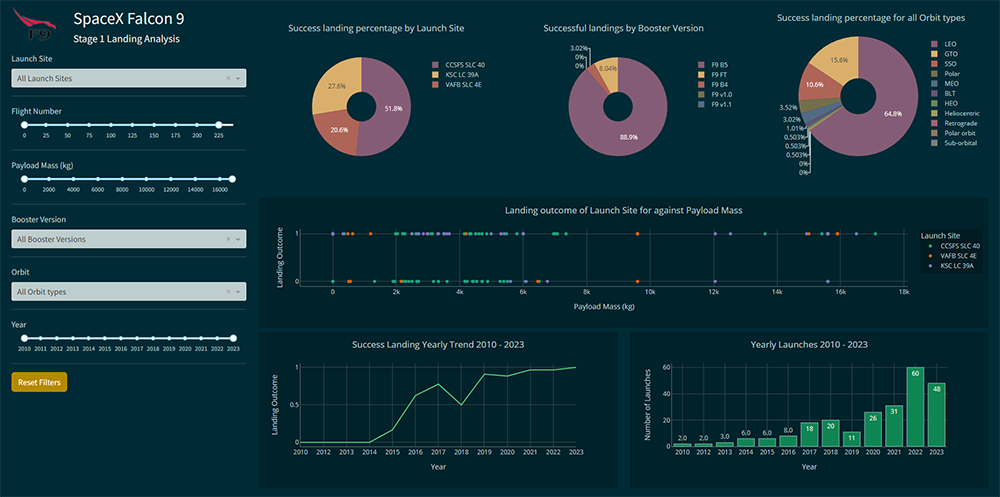 F9
SpaceX Falcon 9
Stage 1 Landing Analysis
Launch Site
All Launch Sites
Flight Number
0 25 50 75 100 125 150 175 200 225
Payload Mass (kg)
0 2000 4000 6000 8000 10000 12000 14000 16000
Booster Version
All Booster Versions
Orbit
All Orbit types
Year
2010 2011 2012 2013 2014 2015 2016 2017 2018 2019 2020 2021 2022 2023
Reset Filters
Success landing percentage by Launch Site
27.6%
51.8%
20.6%
CCSFS SLC 40
KSC LC 39A
VAFB SLC 4E
Successful landings by Booster Version
3.02%
0%
0%
8.04%
88.9%
F9 B5
F9 FT
F9 B4
F9 v1.0
F9 v1.1
Success landing percentage for all Orbit types
15.6%
10.6%
3.52%
3.02%
1.01%
0.503%
0.503%
0.503%
0%
0%
64.8%
LEO
GTO
SSO
Polar
MEO
BLT
HEO
Heliocentric
Retrograde
Polar orbit
Sub-orbital
Landing outcome of Launch Site for against Payload Mass
Landing Outcome
1
0
0 2k 4k 6k 8k 10k 12k 14k 16k 18k
Payload Mass (kg)
Launch Site
CCSFS SLC 40
VAFB SLC 4E
KSC LC 39A
Success Landing Yearly Trend 2010 - 2023
Landing Outcome
1
0.5
0
2010 2012 2013 2014 2015 2016 2017 2018 2019 2020 2021 2022 2023
Year
Yearly Launches 2010 - 2023
Number of Launches
60
40
20
0
2.0 2.0 3.0 6.0 6.0 8.0 18 20 11 26 31 60 48
2010 2012 2013 2014 2015 2016 2017 2018 2019 2020 2021 2022 2023
Year